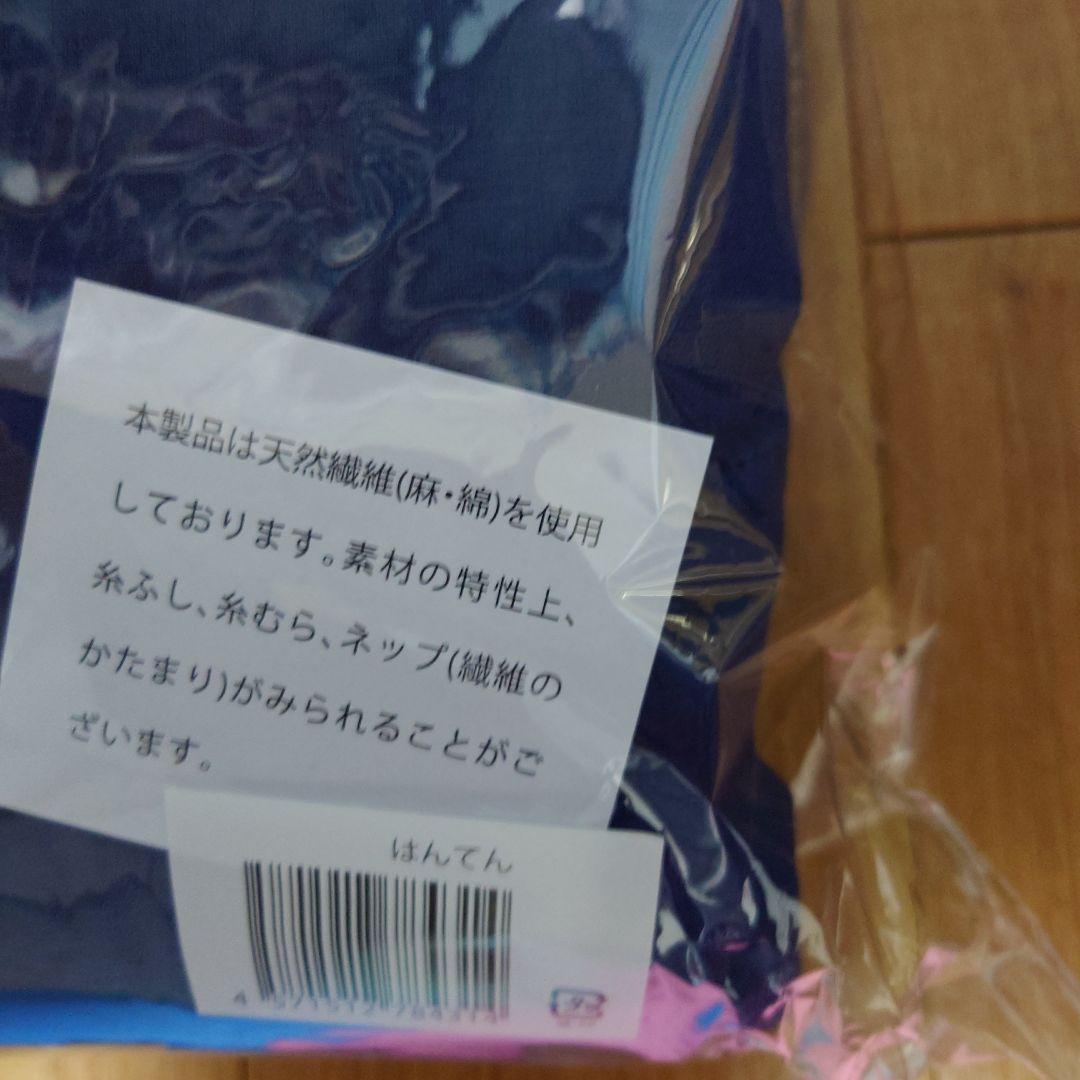 本製品は天然繊維(麻・綿)を使用
しております。素材の特性上、
糸ふし、糸むら、ネップ(繊維の
かたまり)がみられることがご
ざいます。
はんてん